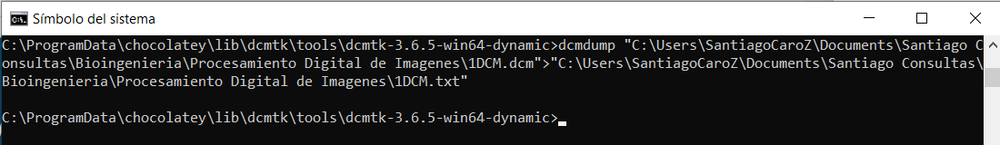 Símbolo del sistema
C:\ProgramData\chocolatey\lib\dcmtk\tools\dcmtk-3.6.5-win64-dynamic>dcmdump "C:\Users\SantiagoCaroZ\Documents\Santiago C
onsultas\Bioingenieria\Procesamiento Digital de Imagenes\1DCM.dcm">"C:\Users\SantiagoCaroZ\Documents\Santiago Consultas\
Bioingenieria\Procesamiento Digital de Imagenes\1DCM.txt"
C:\ProgramData\chocolatey\lib\dcmtk\tools\dcmtk-3.6.5-win64-dynamic>